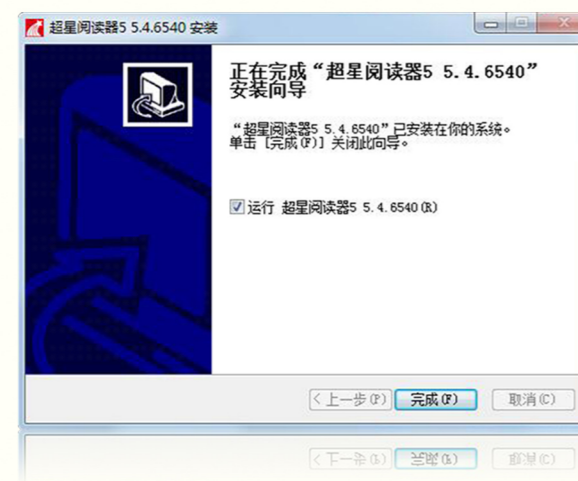 超星阅读器5 5.4.6540 安装
正在完成“超星阅读器5 5.4.6540”
安装向导
“超星阅读器5 5.4.6540”已安装在你的系统。
单击 [完成(F)] 关闭此向导。
运行 超星阅读器5 5.4.6540(R)
< 上一步(P) 完成(F) 取消(C)